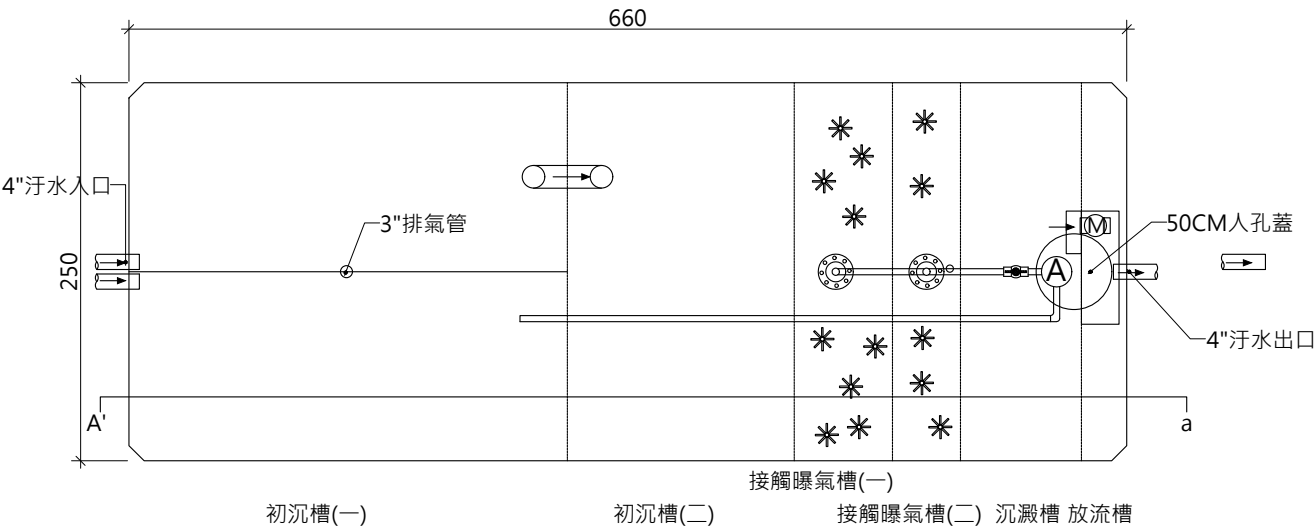 660
4"汙水入口
3"排氣管
50CM人孔蓋
M
250
A
4"汙水出口
A'
a
接觸曝氣槽(一)
初沉槽(一)
初沉槽(二)
接觸曝氣槽(二)
沉澱槽
放流槽